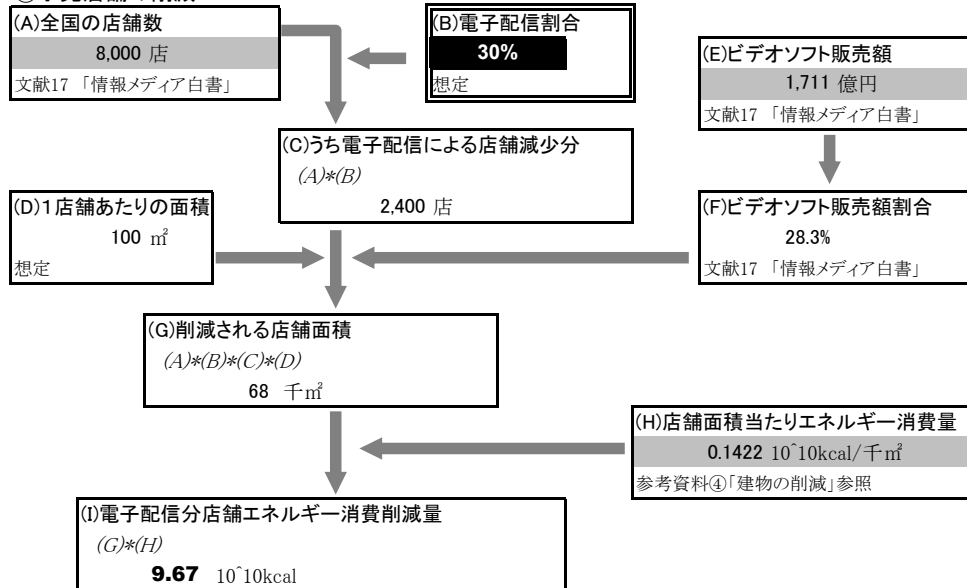 (A)全国の店舗数
8,000 店
文献17 「情報メディア白書」
(B)電子配信割合
30%
想定
(E)ビデオソフト販売額
1,711 億円
文献17 「情報メディア白書」
(C)うち電子配信による店舗減少分
(A)*(B)
2,400 店
(D)1店舗あたりの面積
100 ㎡
想定
(F)ビデオソフト販売額割合
28.3%
文献17 「情報メディア白書」
(G)削減される店舗面積
(A)*(B)*(C)*(D)
68 千㎡
(H)店舗面積当たりエネルギー消費量
0.1422 10^10kcal/千㎡
参考資料④「建物の削減」参照
(I)電子配信分店舗エネルギー消費削減量
(G)*(H)
9.67 10^10kcal